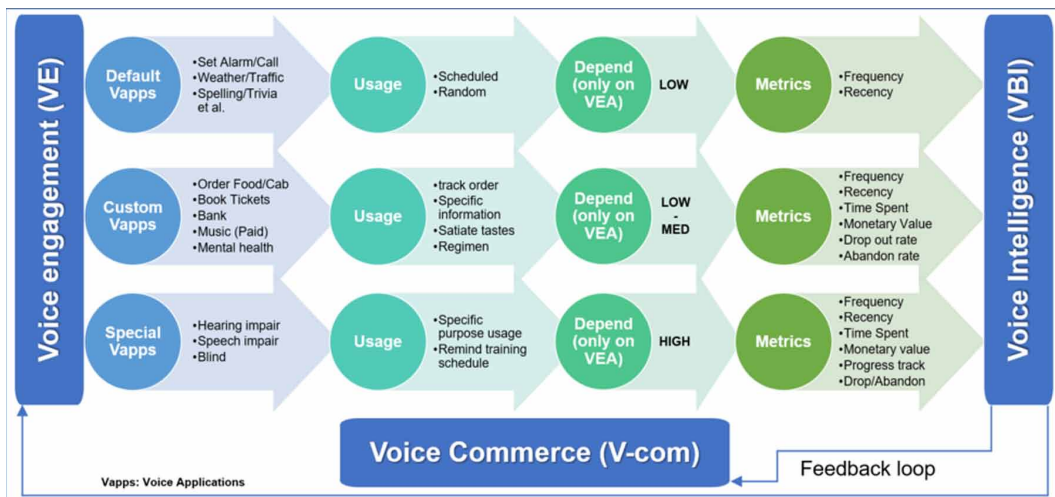 Voice engagement (VE)
Default
Vapps
•Set Alarm/Call
•Weather/Traffic
•Spelling/Trivia
et al.
Usage
•Scheduled
•Random
Depend
(only on
VEA)
LOW
Metrics
•Frequency
•Recency
Custom
Vapps
•Order Food/Cab
•Book Tickets
•Bank
•Music (Paid)
•Mental health
Usage
•track order
•Specific
information
•Satiate tastes
•Regimen
Depend
(only on
VEA)
LOW
-
MED
Metrics
•Frequency
•Recency
•Time Spent
•Monetary Value
•Drop out rate
•Abandon rate
Special
Vapps
•Hearing impair
•Speech impair
•Blind
Usage
•Specific
purpose usage
•Remind training
schedule
Depend
(only on
VEA)
HIGH
Metrics
•Frequency
•Recency
•Time Spent
•Monetary value
•Progress track
•Drop/Abandon
Voice Intelligence (VBI)
Voice Commerce (V-com)
Feedback loop
Vapps: Voice Applications